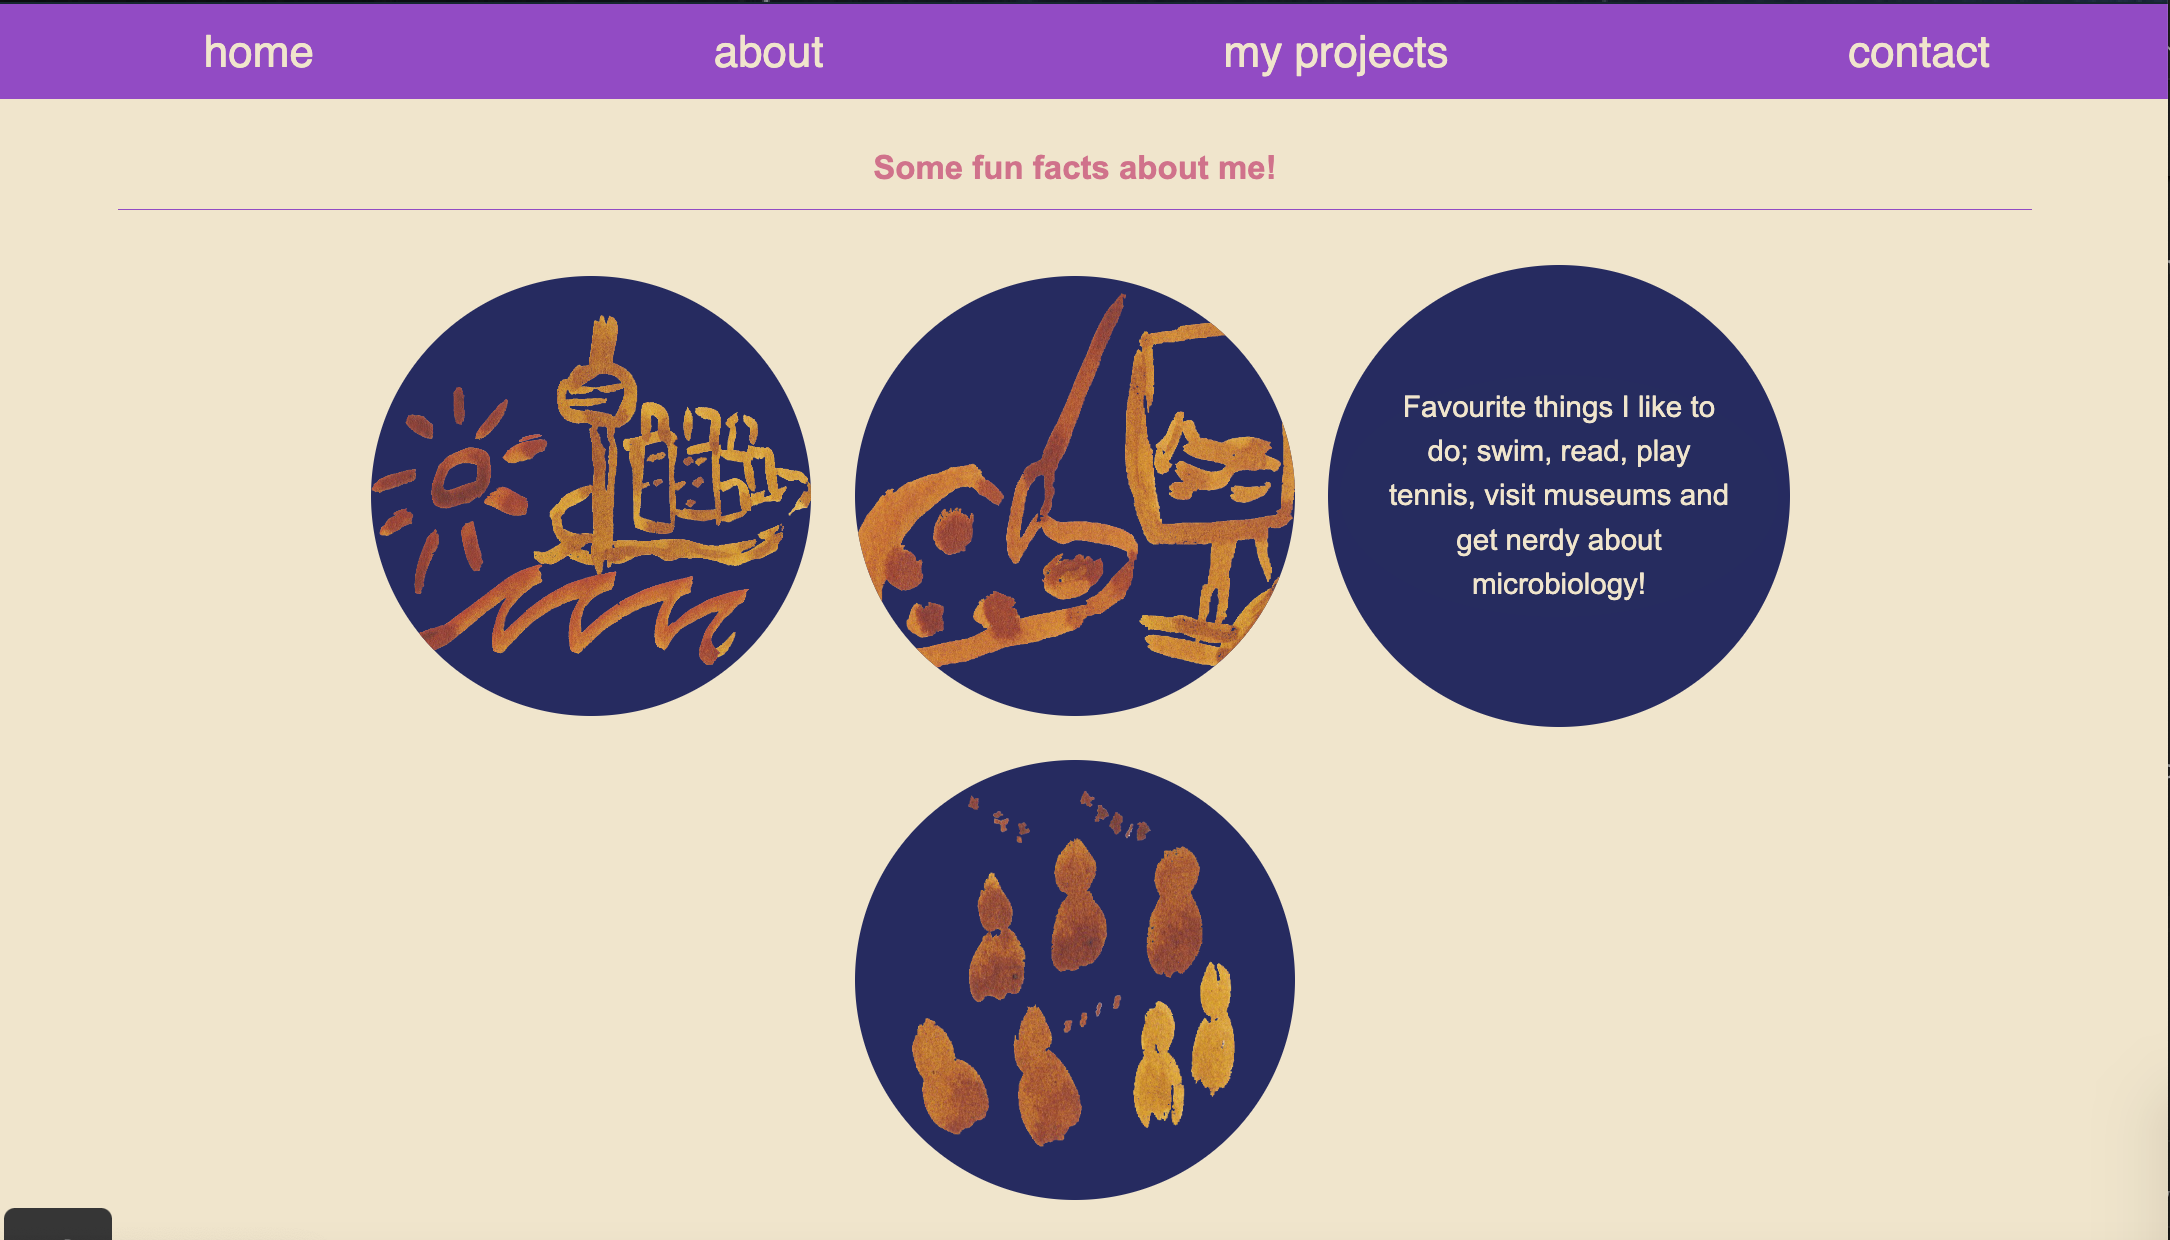 home about my projects contact
Some fun facts about me!
Favourite things I like to
do; swim, read, play
tennis, visit museums and
get nerdy about
microbiology!